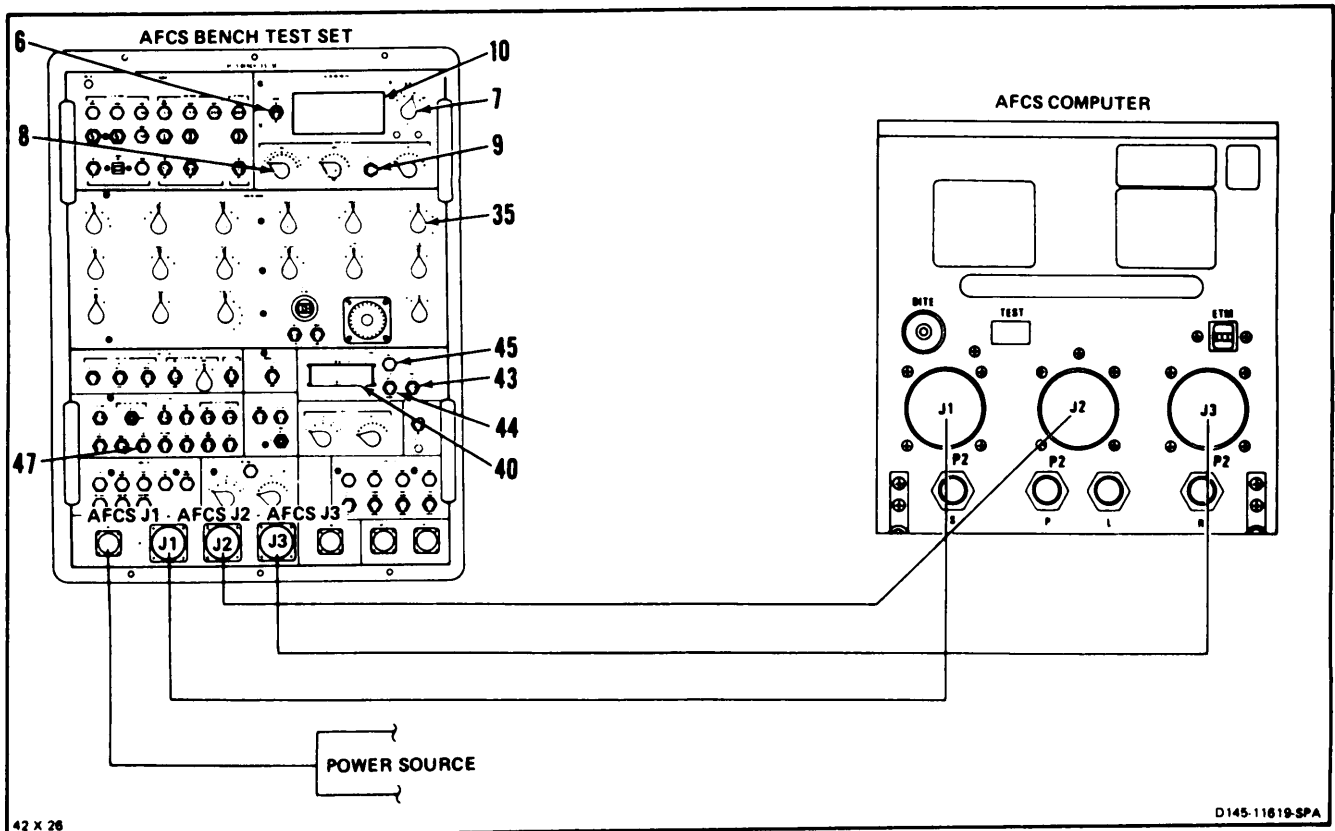 AFCS BENCH TEST SET
6
10
7
8
9
35
45
43
44
40
47
AFCS J1 - AFCS J2 - AFCS J3
J1 J2 J3
POWER SOURCE
AFCS COMPUTER
BITE
TEST
ETM
J1 J2 J3
P2 P2 P2
S P L R
42 X 26
D145-11619-SPA